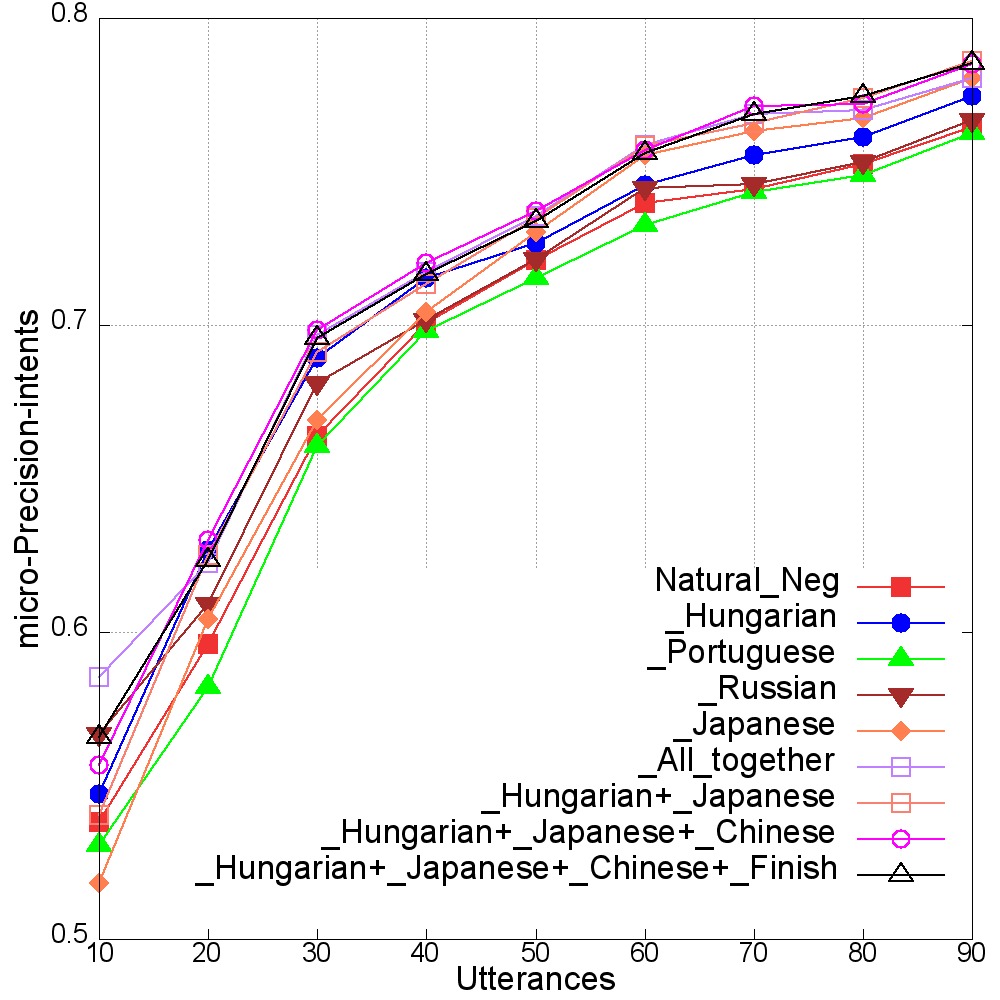 0.8
0.7
0.6
0.5
micro-Precision-intents
Natural_Neg
_Hungarian
_Portuguese
_Russian
_Japanese
_All_together
_Hungarian+_Japanese
_Hungarian+_Japanese+_Chinese
_Hungarian+_Japanese+_Chinese+_Finish
10 20 30 40 50 60 70 80 90
Utterances